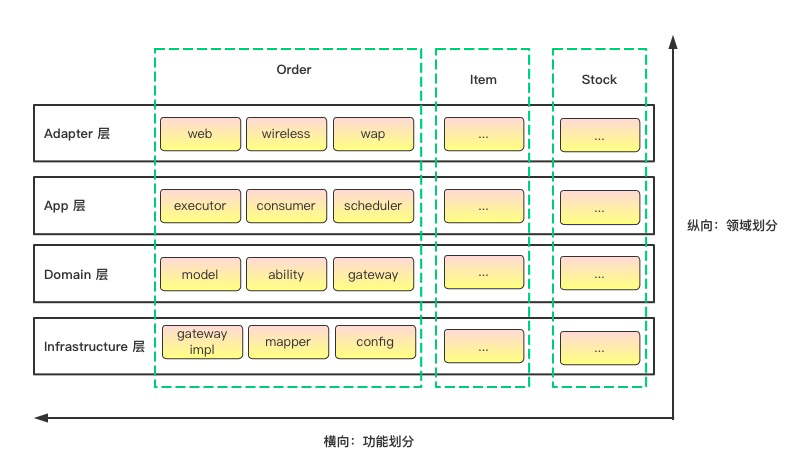 Order
Item
Stock
Adapter 层
web
wireless
wap
...
...
App 层
executor
consumer
scheduler
...
...
纵向：领域划分
Domain 层
model
ability
gateway
...
...
Infrastructure 层
gateway
impl
mapper
config
...
...
横向：功能划分